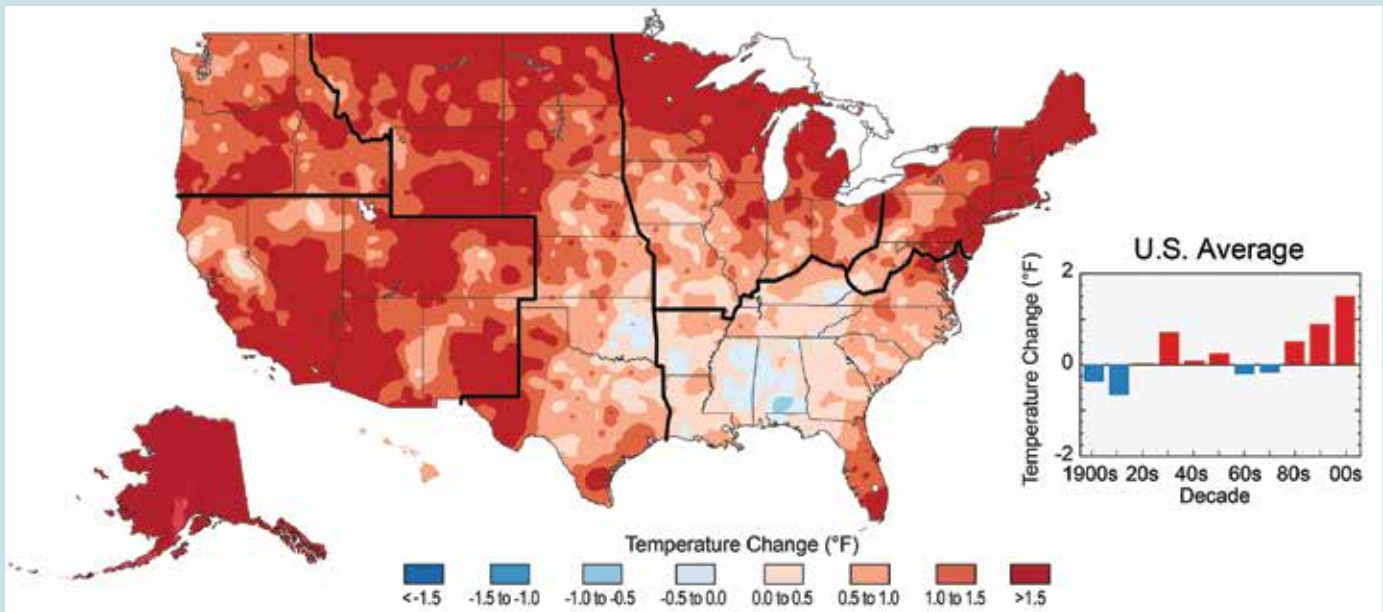 U.S. Average
Temperature Change (°F)
2
0
-2
1900s 20s 40s 60s 80s 00s
Decade
Temperature Change (°F)
<-1.5 -1.5 to -1.0 -1.0 to -0.5 -0.5 to 0.0 0.0 to 0.5 0.5 to 1.0 1.0 to 1.5 >1.5